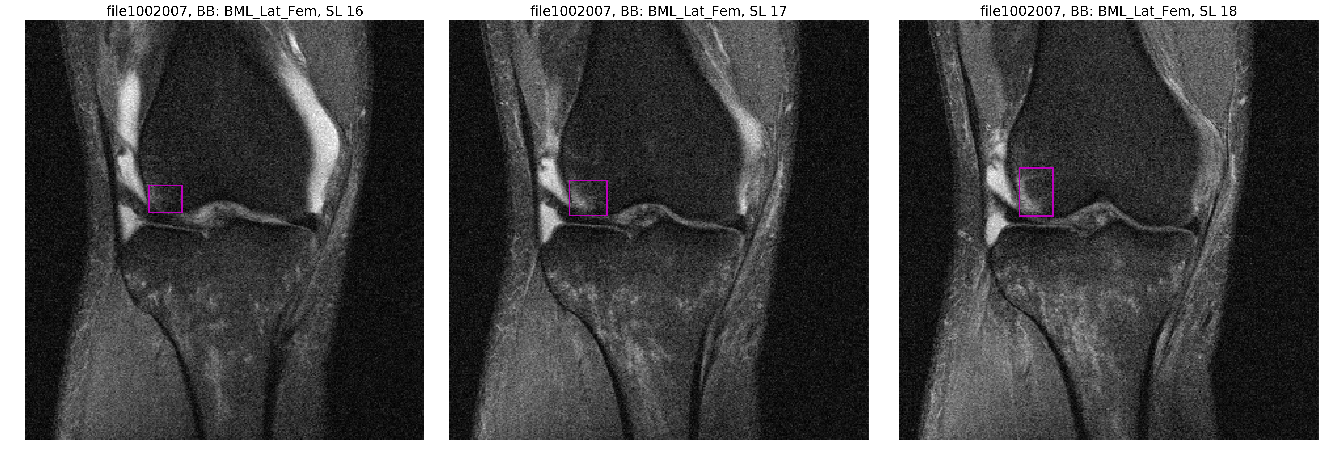 file1002007, BB: BML_Lat_Fem, SL 16
file1002007, BB: BML_Lat_Fem, SL 17
file1002007, BB: BML_Lat_Fem, SL 18